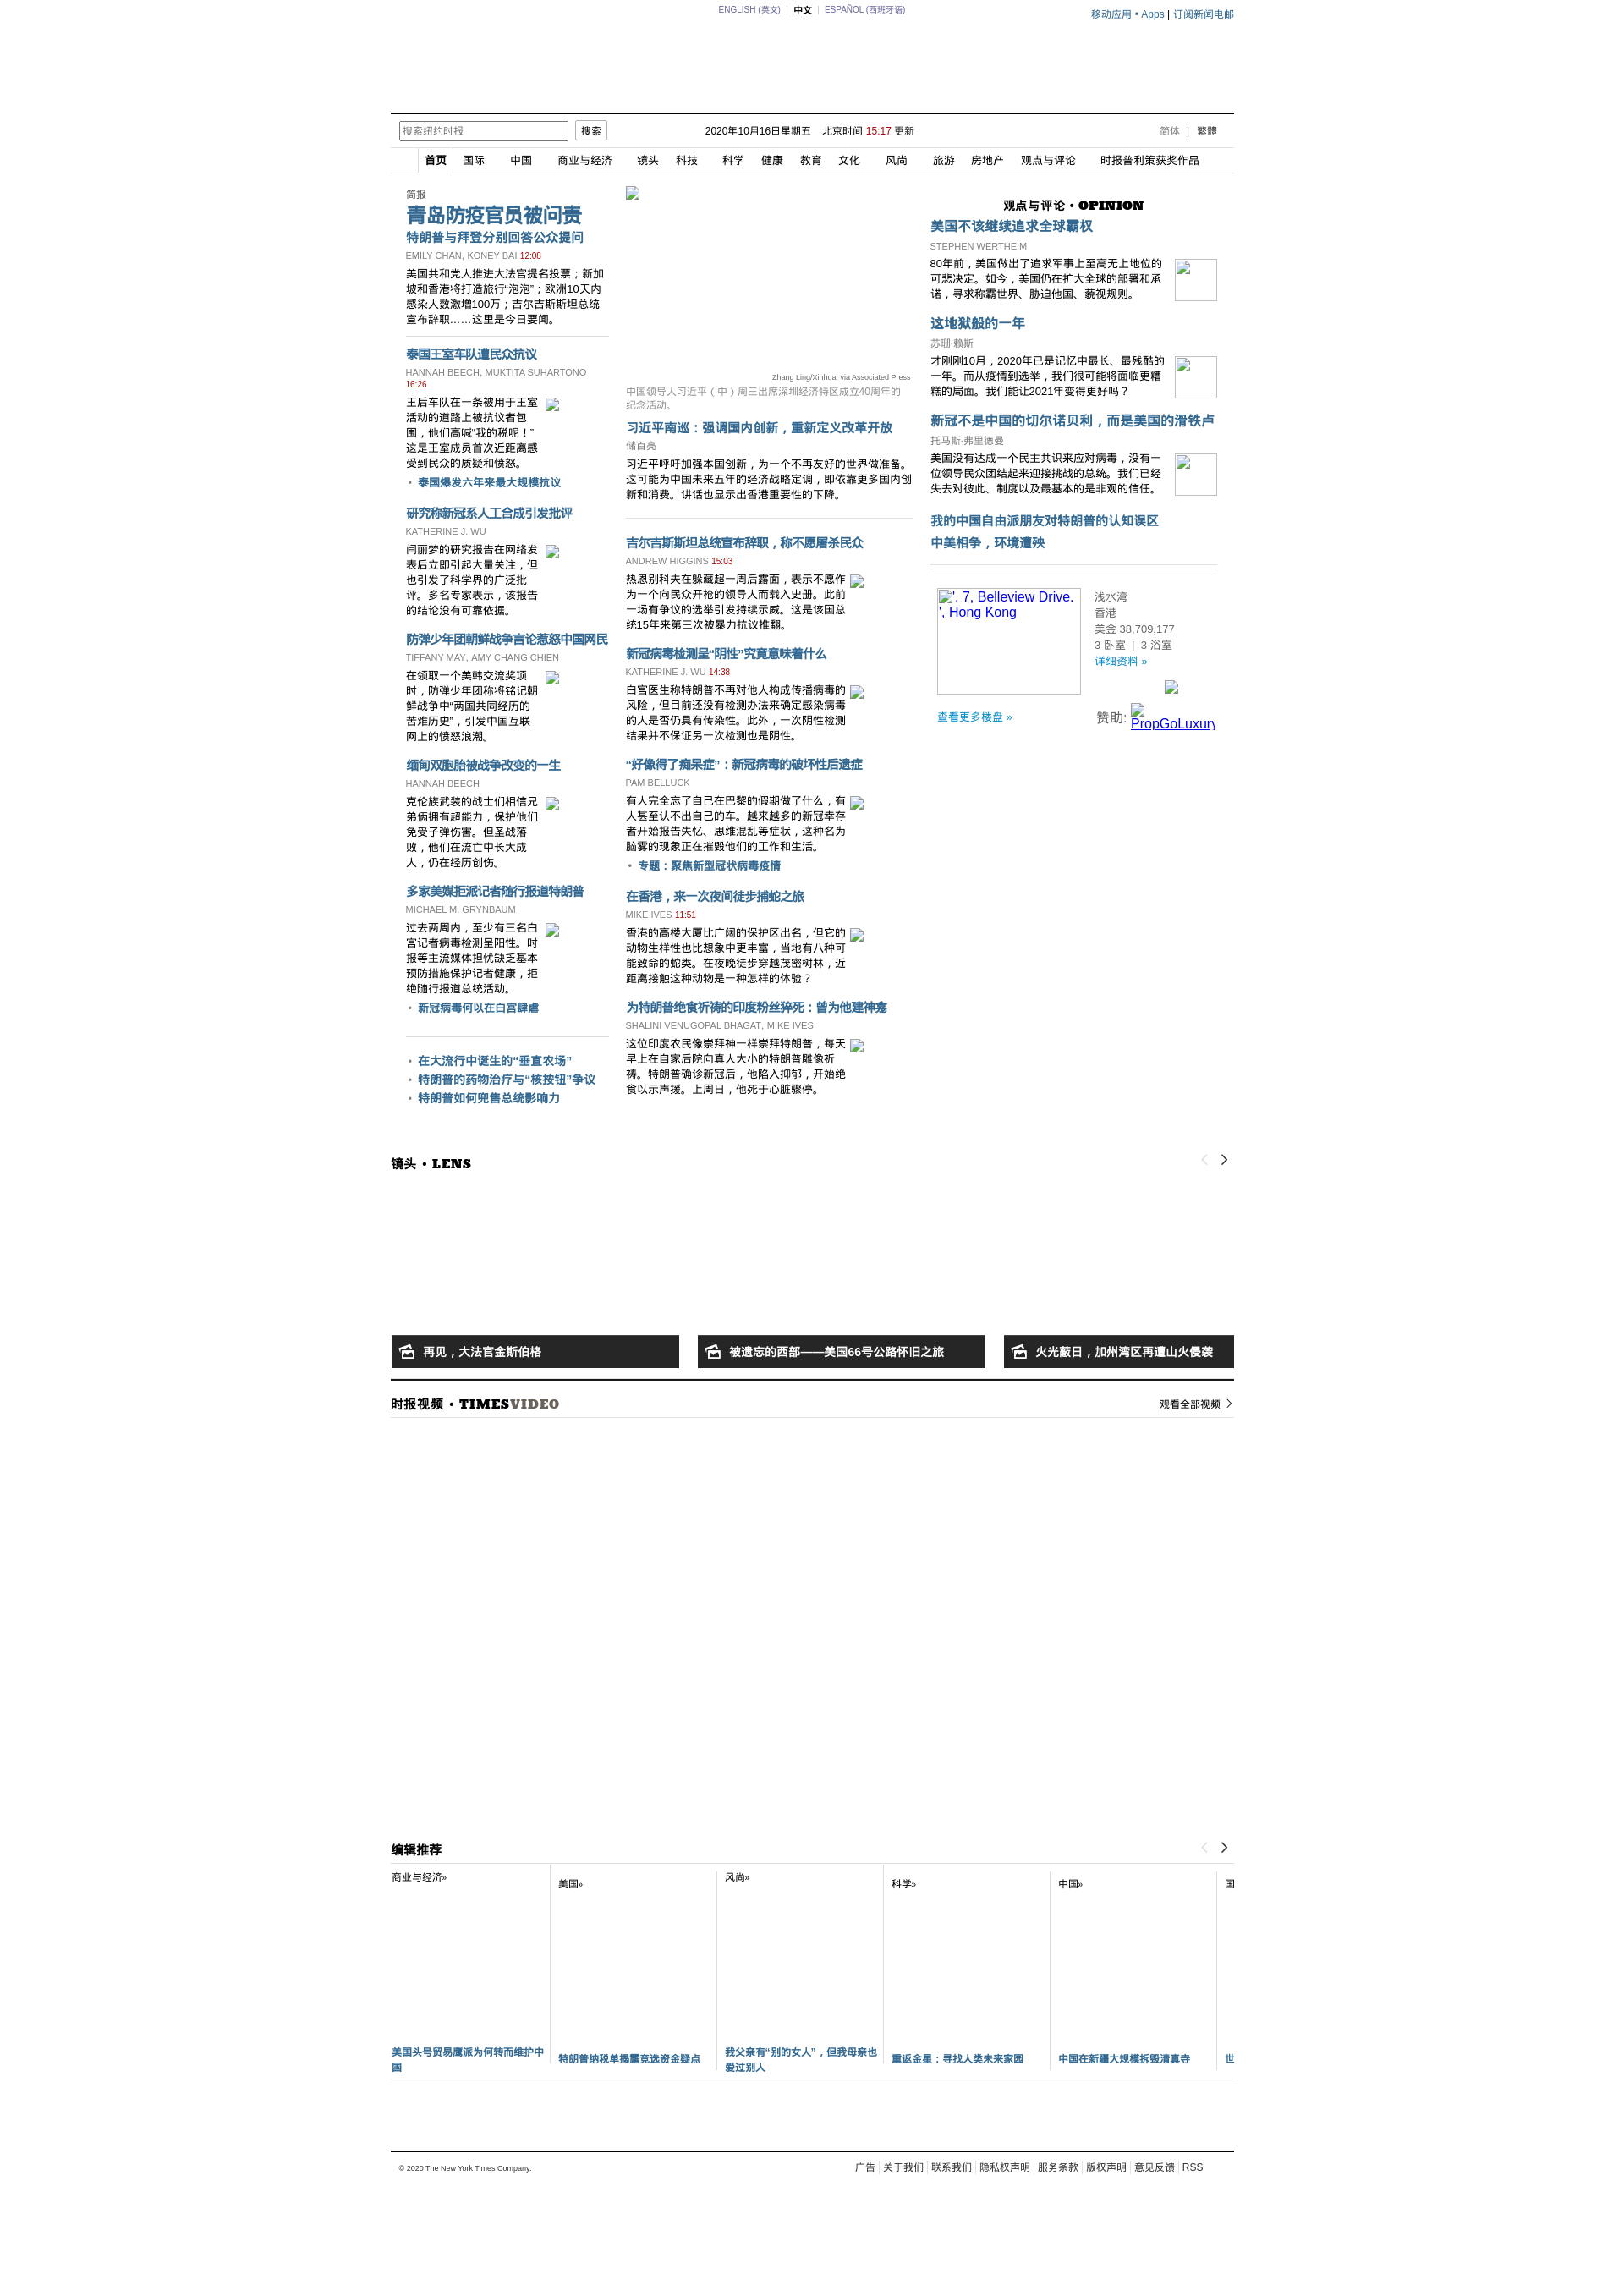 ENGLISH (英文) | 中文 | ESPAÑOL (西班牙语)
移动应用 • Apps | 订阅新闻电邮
搜索纽约时报 搜索
2020年10月16日星期五 北京时间 15:17 更新
简体 | 繁體
首页 国际 中国 商业与经济 镜头 科技 科学 健康 教育 文化 风尚 旅游 房地产 观点与评论 时报普利策获奖作品
简报
青岛防疫官员被问责
特朗普与拜登分别回答公众提问
EMILY CHAN, KONEY BAI 12:08
美国共和党人推进大法官提名投票；新加
坡和香港将打造旅行“泡泡”；欧洲10天内
感染人数激增100万；吉尔吉斯斯坦总统
宣布辞职……这里是今日要闻。
泰国王室车队遭民众抗议
HANNAH BEECH, MUKTITA SUHARTONO
16:26
王后车队在一条被用于王室
活动的道路上被抗议者包
围，他们高喊“我的税呢！”
这是王室成员首次近距离感
受到民众的质疑和愤怒。
• 泰国爆发六年来最大规模抗议
研究称新冠系人工合成引发批评
KATHERINE J. WU
闫丽梦的研究报告在网络发
表后立即引起大量关注，但
也引发了科学界的广泛批
评。多名专家表示，该报告
的结论没有可靠依据。
防弹少年团朝鲜战争言论惹怒中国网民
TIFFANY MAY, AMY CHANG CHIEN
在领取一个美韩交流奖项
时，防弹少年团称将铭记朝
鲜战争中“两国共同经历的
苦难历史”，引发中国互联
网上的愤怒浪潮。
缅甸双胞胎被战争改变的一生
HANNAH BEECH
克伦族武装的战士们相信兄
弟俩拥有超能力，保护他们
免受子弹伤害。但圣战落
败，他们在流亡中长大成
人，仍在经历创伤。
多家美媒拒派记者随行报道特朗普
MICHAEL M. GRYNBAUM
过去两周内，至少有三名白
宫记者病毒检测呈阳性。时
报等主流媒体担忧缺乏基本
预防措施保护记者健康，拒
绝随行报道总统活动。
• 新冠病毒何以在白宫肆虐
• 在大流行中诞生的“垂直农场”
• 特朗普的药物治疗与“核按钮”争议
• 特朗普如何兜售总统影响力
Zhang Ling/Xinhua, via Associated Press
中国领导人习近平（中）周三出席深圳经济特区成立40周年的
纪念活动。
习近平南巡：强调国内创新，重新定义改革开放
储百亮
习近平呼吁加强本国创新，为一个不再友好的世界做准备。
这可能为中国未来五年的经济战略定调，即依靠更多国内创
新和消费。讲话也显示出香港重要性的下降。
吉尔吉斯斯坦总统宣布辞职，称不愿屠杀民众
ANDREW HIGGINS 15:03
热恩别科夫在躲藏超一周后露面，表示不愿作
为一个向民众开枪的领导人而载入史册。此前
一场有争议的选举引发持续示威。这是该国总
统15年来第三次被暴力抗议推翻。
新冠病毒检测呈“阴性”究竟意味着什么
KATHERINE J. WU 14:38
白宫医生称特朗普不再对他人构成传播病毒的
风险，但目前还没有检测办法来确定感染病毒
的人是否仍具有传染性。此外，一次阴性检测
结果并不保证另一次检测也是阴性。
“好像得了痴呆症”：新冠病毒的破坏性后遗症
PAM BELLUCK
有人完全忘了自己在巴黎的假期做了什么，有
人甚至认不出自己的车。越来越多的新冠幸存
者开始报告失忆、思维混乱等症状，这种名为
脑雾的现象正在摧毁他们的工作和生活。
• 专题：聚焦新型冠状病毒疫情
在香港，来一次夜间徒步捕蛇之旅
MIKE IVES 11:51
香港的高楼大厦比广阔的保护区出名，但它的
动物生样性也比想象中更丰富，当地有八种可
能致命的蛇类。在夜晚徒步穿越茂密树林，近
距离接触这种动物是一种怎样的体验？
为特朗普绝食祈祷的印度粉丝猝死：曾为他建神龛
SHALINI VENUGOPAL BHAGAT, MIKE IVES
这位印度农民像崇拜神一样崇拜特朗普，每天
早上在自家后院向真人大小的特朗普雕像祈
祷。特朗普确诊新冠后，他陷入抑郁，开始绝
食以示声援。上周日，他死于心脏骤停。
观点与评论 • OPINION
美国不该继续追求全球霸权
STEPHEN WERTHEIM
80年前，美国做出了追求军事上至高无上地位的
可悲决定。如今，美国仍在扩大全球的部署和承
诺，寻求称霸世界、胁迫他国、藐视规则。
这地狱般的一年
苏珊·赖斯
才刚刚10月，2020年已是记忆中最长、最残酷的
一年。而从疫情到选举，我们很可能将面临更糟
糕的局面。我们能让2021年变得更好吗？
新冠不是中国的切尔诺贝利，而是美国的滑铁卢
托马斯·弗里德曼
美国没有达成一个民主共识来应对病毒，没有一
位领导民众团结起来迎接挑战的总统。我们已经
失去对彼此、制度以及最基本的是非观的信任。
我的中国自由派朋友对特朗普的认知误区
中美相争，环境遭殃
'. 7, Belleview Drive.
', Hong Kong
浅水湾
香港
美金 38,709,177
3 卧室 | 3 浴室
详细资料 »
查看更多楼盘 »
赞助: PropGoLuxury
镜头 • LENS
再见，大法官金斯伯格
被遗忘的西部——美国66号公路怀旧之旅
火光蔽日，加州湾区再遭山火侵袭
时报视频 • TIMESVIDEO
观看全部视频
编辑推荐
商业与经济»
美国»
风尚»
科学»
中国»
国
美国头号贸易鹰派为何转而维护中
国
特朗普纳税单揭露竞选资金疑点
我父亲有“别的女人”，但我母亲也
爱过别人
重返金星：寻找人类未来家园
中国在新疆大规模拆毁清真寺
世
© 2020 The New York Times Company.
广告 | 关于我们 | 联系我们 | 隐私权声明 | 服务条款 | 版权声明 | 意见反馈 | RSS